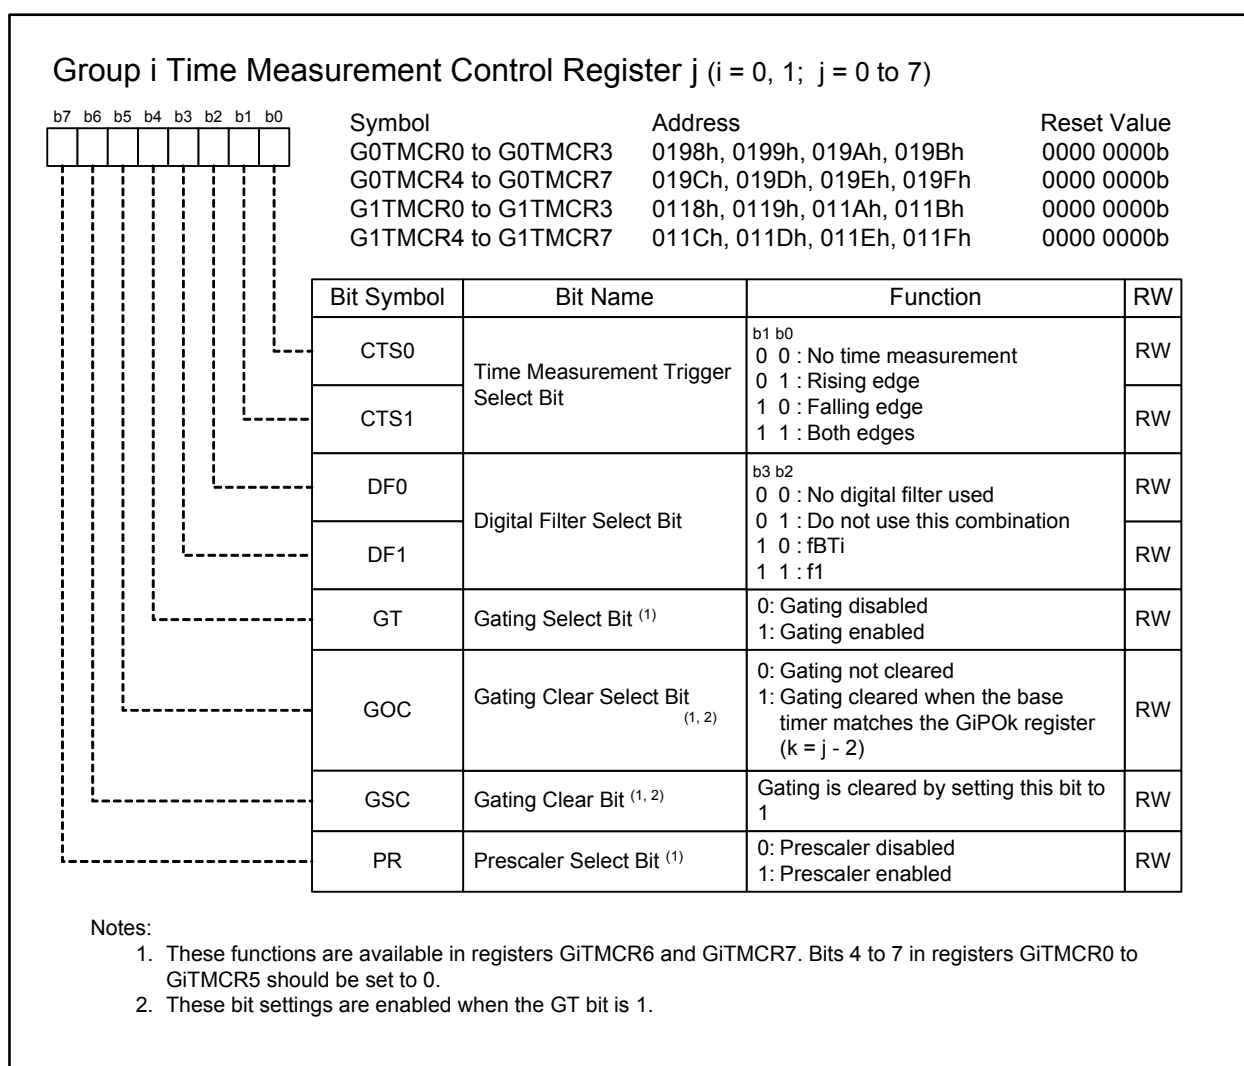 Group i Time Measurement Control Register j (i = 0, 1; j = 0 to 7)
b7 b6 b5 b4 b3 b2 b1 b0
Symbol Address Reset Value
G0TMCR0 to G0TMCR3 0198h, 0199h, 019Ah, 019Bh 0000 0000b
G0TMCR4 to G0TMCR7 019Ch, 019Dh, 019Eh, 019Fh 0000 0000b
G1TMCR0 to G1TMCR3 0118h, 0119h, 011Ah, 011Bh 0000 0000b
G1TMCR4 to G1TMCR7 011Ch, 011Dh, 011Eh, 011Fh 0000 0000b
Bit Symbol Bit Name Function RW
CTS0
CTS1
Time Measurement Trigger
Select Bit
b1 b0
0 0 : No time measurement
0 1 : Rising edge
1 0 : Falling edge
1 1 : Both edges
RW
RW
DF0
DF1
Digital Filter Select Bit
b3 b2
0 0 : No digital filter used
0 1 : Do not use this combination
1 0 : fBTi
1 1 : f1
RW
RW
GT
Gating Select Bit (1)
0: Gating disabled
1: Gating enabled
RW
GOC
Gating Clear Select Bit
(1, 2)
0: Gating not cleared
1: Gating cleared when the base
timer matches the GiPOk register
(k = j - 2)
RW
GSC
Gating Clear Bit (1, 2)
Gating is cleared by setting this bit to
1
RW
PR
Prescaler Select Bit (1)
0: Prescaler disabled
1: Prescaler enabled
RW
Notes:
1. These functions are available in registers GiTMCR6 and GiTMCR7. Bits 4 to 7 in registers GiTMCR0 to
GiTMCR5 should be set to 0.
2. These bit settings are enabled when the GT bit is 1.